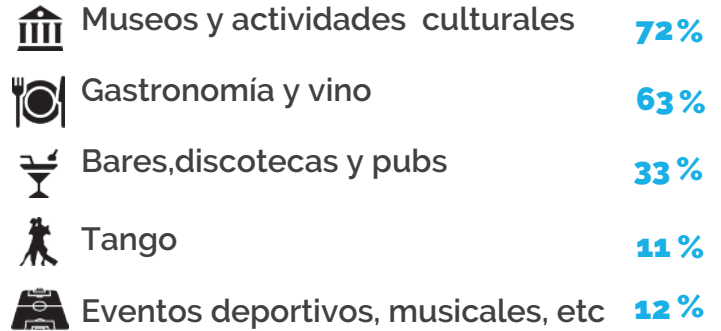 Museos y actividades culturales 72%
Gastronomía y vino 63%
Bares,discotecas y pubs 33%
Tango 11%
Eventos deportivos, musicales, etc 12%